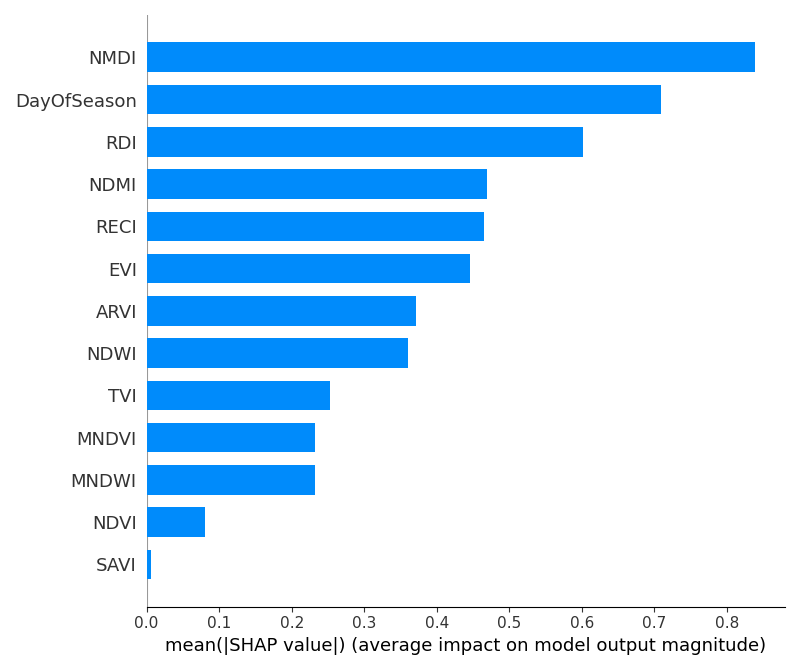 NMDI
DayOfSeason
RDI
NDMI
RECI
EVI
ARVI
NDWI
TVI
MNDVI
MNDWI
NDVI
SAVI
0.0 0.1 0.2 0.3 0.4 0.5 0.6 0.7 0.8
mean(|SHAP value|) (average impact on model output magnitude)